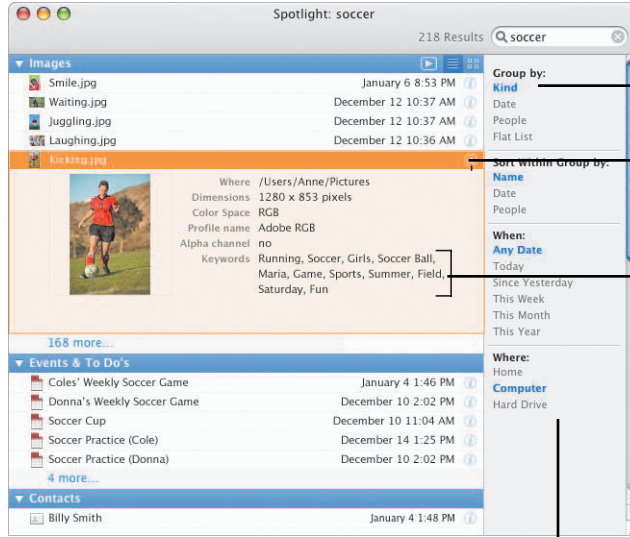 Spotlight: soccer
218 Results
soccer
Images
Smile.jpg January 6 8:53 PM
Waiting.jpg December 12 10:37 AM
Juggling.jpg December 12 10:37 AM
Laughing.jpg December 12 10:36 AM
Kicking.jpg
Where /Users/Anne/Pictures
Dimensions 1280 x 853 pixels
Color Space RGB
Profile name Adobe RGB
Alpha channel no
Keywords Running, Soccer, Girls, Soccer Ball,
Maria, Game, Sports, Summer, Field,
Saturday, Fun
168 more...
Events & To Do's
Coles' Weekly Soccer Game January 4 1:46 PM
Donna's Weekly Soccer Game December 10 2:02 PM
Soccer Cup December 10 11:04 AM
Soccer Practice (Cole) December 14 1:25 PM
Soccer Practice (Donna) December 10 2:02 PM
4 more...
Contacts
Billy Smith January 4 1:48 PM
Group by:
Kind
Date
People
Flat List
Sort Within Group by:
Name
Date
People
When:
Any Date
Today
Since Yesterday
This Week
This Month
This Year
Where:
Home
Computer
Hard Drive